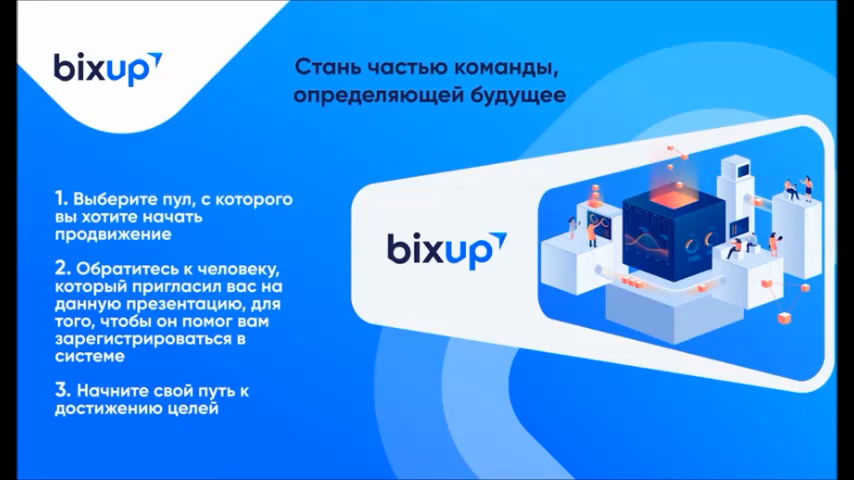 bixup
Стань частью команды,
определяющей будущее
1. Выберите пул, с которого
вы хотите начать
продвижение
2. Обратитесь к человеку,
который пригласил вас на
данную презентацию, для
того, чтобы он помог вам
зарегистрироваться в
системе
3. Начните свой путь к
достижению целей
bixup